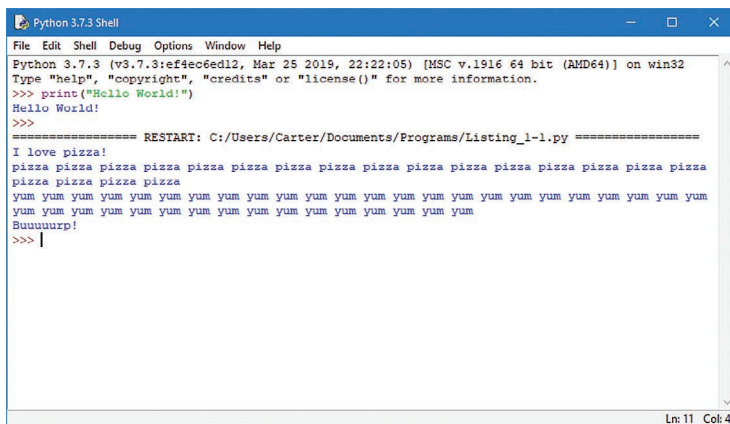 Python 3.7.3 Shell
File Edit Shell Debug Options Window Help
Python 3.7.3 (v3.7.3:ef4ec6ed12, Mar 25 2019, 22:22:05) [MSC v.1916 64 bit (AMD64)] on win32
Type "help", "copyright", "credits" or "license()" for more information.
>>> print("Hello World!")
Hello World!
>>>
================= RESTART: C:/Users/Carter/Documents/Programs/Listing_1-1.py =================
I love pizza!
pizza pizza pizza pizza pizza pizza pizza pizza pizza pizza pizza pizza pizza pizza pizza pizza
pizza pizza pizza pizza
yum yum yum yum yum yum yum yum yum yum yum yum yum yum yum yum yum yum yum yum yum yum yum yum
yum yum yum yum yum yum yum yum yum yum yum yum yum yum yum yum
Buuuuurp!
>>>
Ln: 11 Col: 4